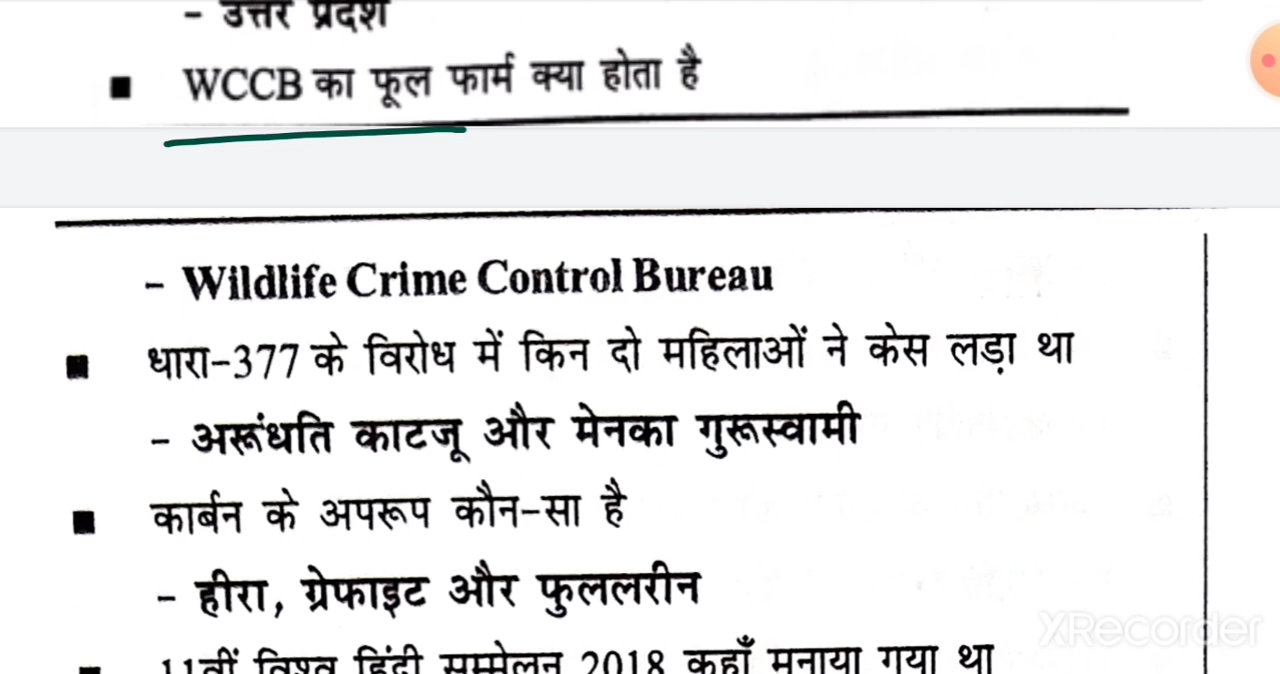 - उत्तर प्रदेश
■ WCCB का फूल फार्म क्या होता है
- Wildlife Crime Control Bureau
■ धारा-377 के विरोध में किन दो महिलाओं ने केस लड़ा था
- अरूंधति काटजू और मेनका गुरूस्वामी
■ कार्बन के अपरूप कौन-सा है
- हीरा, ग्रेफाइट और फुललरीन
■ 11वीं विश्व हिंदी सम्मेलन 2018 कहाँ मनाया गया था
XRecorder